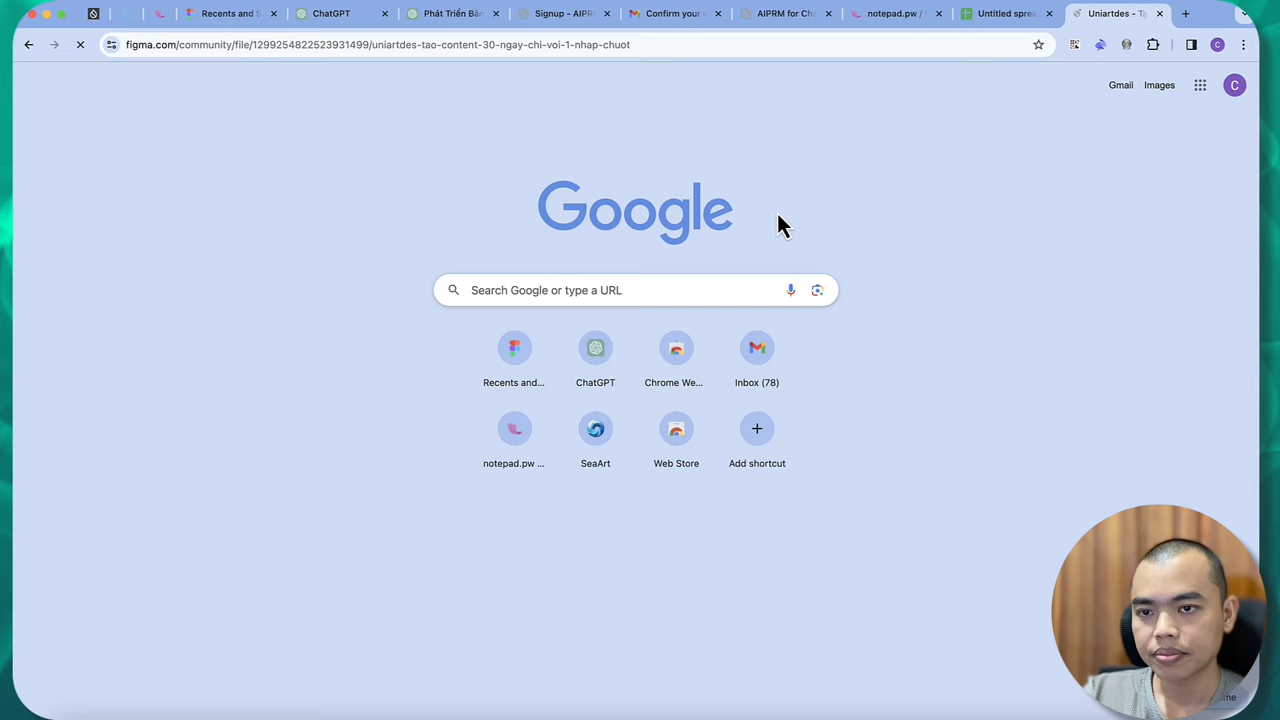 Recents and S
ChatGPT
Phát Triển Bản
Signup - AIPR
Confirm your e
AIPRM for Cha
notepad.pw /
Untitled sprea
Uniartdes - Tạ
figma.com/community/file/1299254822523931499/uniartdes-tao-content-30-ngay-chi-voi-1-nhap-chuot
C
Gmail
Images
C
Google
Search Google or type a URL
Recents and...
ChatGPT
Chrome We...
Inbox (78)
notepad.pw ...
SeaArt
Web Store
Add shortcut